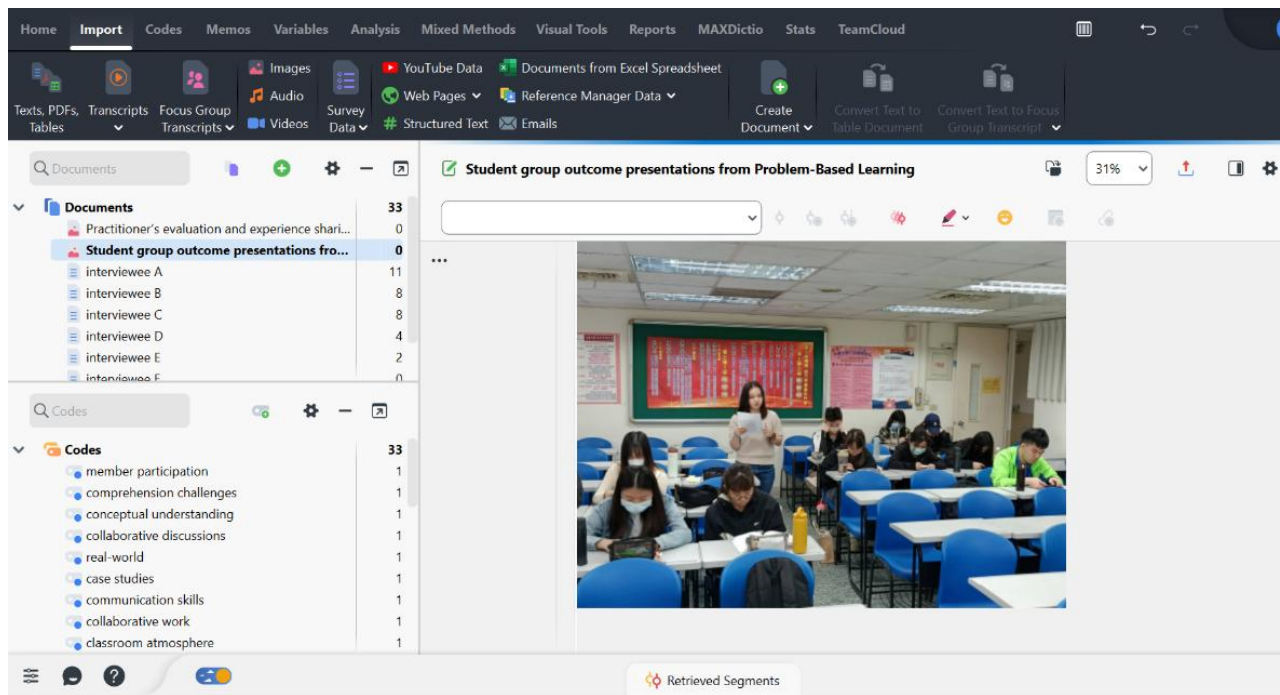 Home Import Codes Memos Variables Analysis Mixed Methods Visual Tools Reports MAXDictio Stats TeamCloud
Texts, PDFs, Tables
Transcripts
Focus Group Transcripts
Images
Audio
Videos
Survey Data
YouTube Data
Web Pages
Structured Text
Documents from Excel Spreadsheet
Reference Manager Data
Emails
Create Document
Convert Text to Table Document
Convert Text to Focus Group Transcript
Documents
Documents 33
Practitioner's evaluation and experience shari... 0
Student group outcome presentations fro... 0
interviewee A 11
interviewee B 8
interviewee C 8
interviewee D 4
interviewee E 2
interviewee F 0
Codes
Codes 33
member participation 1
comprehension challenges 1
conceptual understanding 1
collaborative discussions 1
real-world 1
case studies 1
communication skills 1
collaborative work 1
classroom atmosphere 1
Student group outcome presentations from Problem-Based Learning
31%
Retrieved Segments